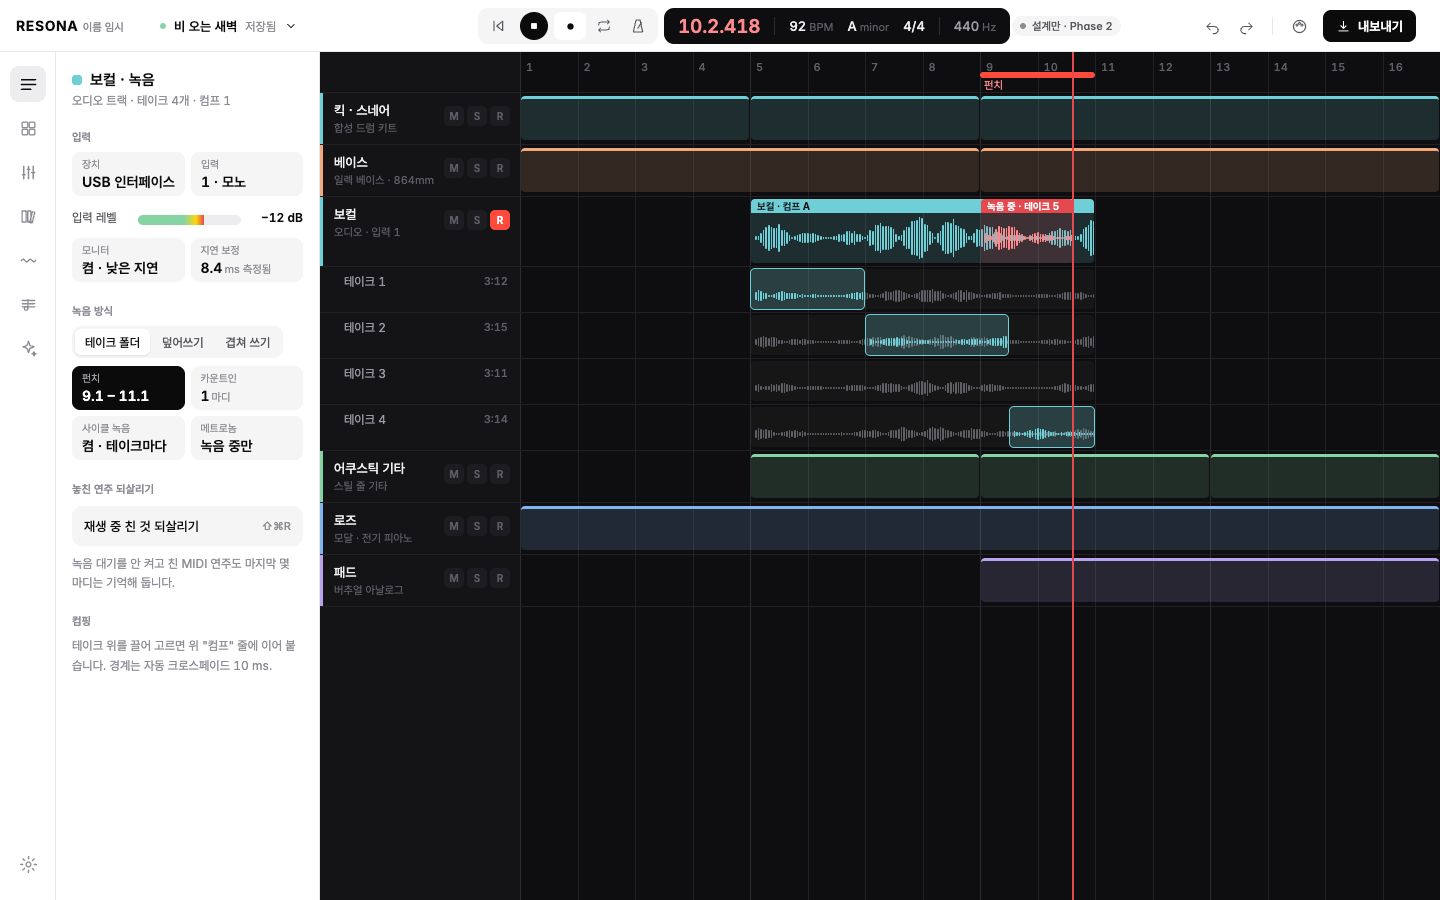 RESONA 이름 임시
비 오는 새벽 저장됨
10.2.418 92 BPM A minor 4/4 440 Hz
설계만 · Phase 2
내보내기
보컬 · 녹음
오디오 트랙 · 테이크 4개 · 컴프 1
입력
장치
USB 인터페이스
입력
1 · 모노
입력 레벨 −12 dB
모니터
켬 · 낮은 지연
지연 보정
8.4 ms 측정됨
녹음 방식
테이크 폴더 덮어쓰기 겹쳐 쓰기
펀치
9.1 – 11.1
카운트인
1 마디
사이클 녹음
켬 · 테이크마다
메트로놈
녹음 중만
놓친 연주 되살리기
재생 중 친 것 되살리기 ⇧⌘R
녹음 대기를 안 켜고 친 MIDI 연주도 마지막 몇
마디는 기억해 둡니다.
컴핑
테이크 위를 끌어 고르면 위 "컴프" 줄에 이어 붙
습니다. 경계는 자동 크로스페이드 10 ms.
1 2 3 4 5 6 7 8 9 10 11 12 13 14 15 16
펀치
킥 · 스네어 M S R
합성 드럼 키트
베이스 M S R
일렉 베이스 · 864mm
보컬 M S R
오디오 · 입력 1
보컬 · 컴프 A
녹음 중 · 테이크 5
테이크 1 3:12
테이크 2 3:15
테이크 3 3:11
테이크 4 3:14
어쿠스틱 기타 M S R
스틸 줄 기타
로즈 M S R
모달 · 전기 피아노
패드 M S R
버추얼 아날로그